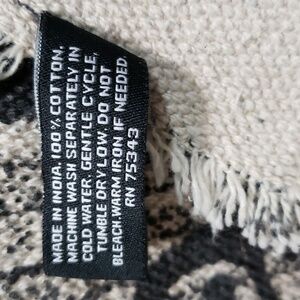 MADE IN INDIA. 100% COTTON.
MACHINE WASH SEPARATELY IN
COLD WATER. GENTLE CYCLE.
TUMBLE DRY LOW. DO NOT
BLEACH. WARM IRON IF NEEDED.
RN 75343